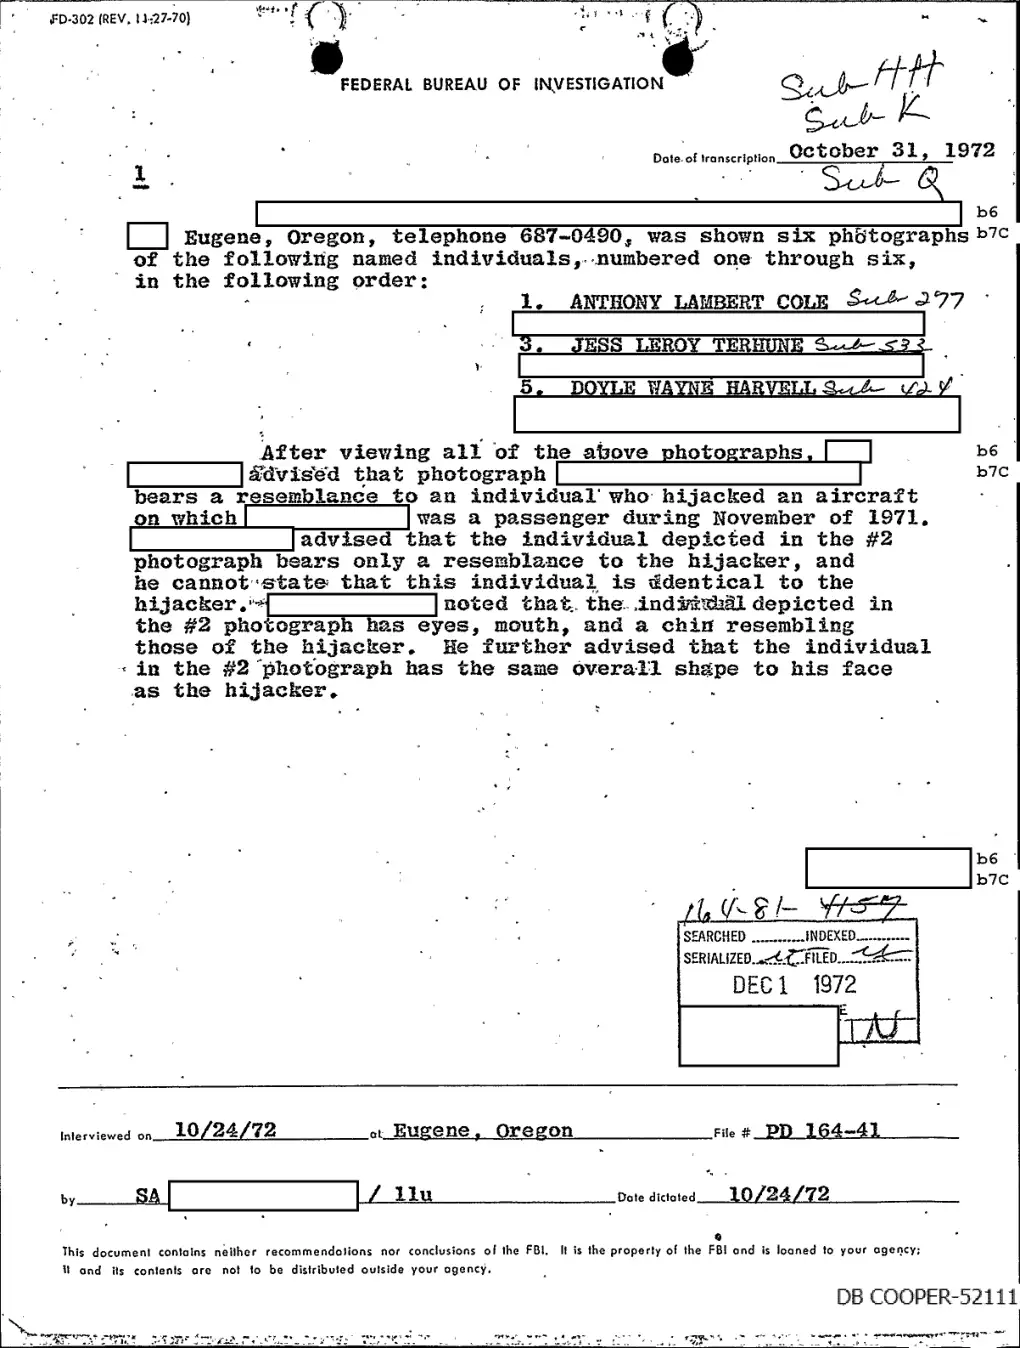 FD-302 (REV. 11-27-70)
FEDERAL BUREAU OF INVESTIGATION
Sub HH
Sub K
Date of transcription October 31, 1972
Sub Q
1
b6
b7C
Eugene, Oregon, telephone 687-0490, was shown six photographs
of the following named individuals, numbered one through six,
in the following order:
1. ANTHONY LAMBERT COLE Sub 277
3. JESS LEROY TERHUNE Sub 533
5. DOYLE WAYNE HARVELL Sub 424
After viewing all of the above photographs,
b6
b7C
advised that photograph
bears a resemblance to an individual who hijacked an aircraft
on which was a passenger during November of 1971.
advised that the individual depicted in the #2
photograph bears only a resemblance to the hijacker, and
he cannot state that this individual is identical to the
hijacker. noted that the individual depicted in
the #2 photograph has eyes, mouth, and a chin resembling
those of the hijacker. He further advised that the individual
in the #2 photograph has the same overall shape to his face
as the hijacker.
b6
b7C
164-81- 4157
SEARCHED INDEXED
SERIALIZED FILED
DEC 1 1972
E
Interviewed on 10/24/72 at Eugene, Oregon File # PD 164-41
by SA / llu Date dictated 10/24/72
This document contains neither recommendations nor conclusions of the FBI. It is the property of the FBI and is loaned to your agency;
it and its contents are not to be distributed outside your agency.
DB COOPER-52111